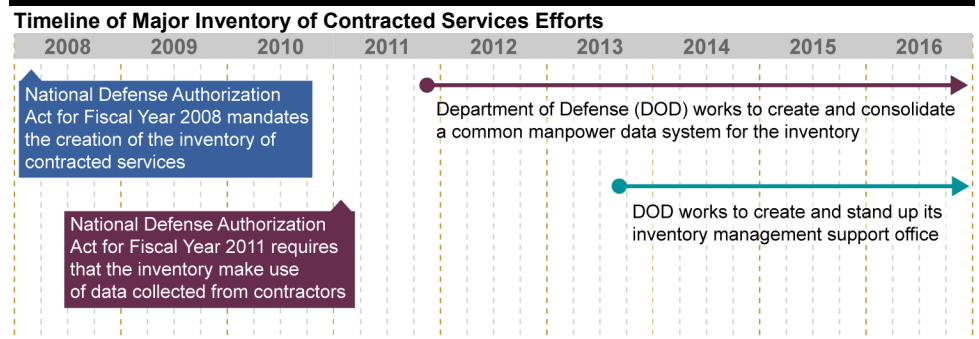 Timeline of Major Inventory of Contracted Services Efforts
2008 2009 2010 2011 2012 2013 2014 2015 2016
National Defense Authorization
Act for Fiscal Year 2008 mandates
the creation of the inventory of
contracted services
Department of Defense (DOD) works to create and consolidate
a common manpower data system for the inventory
National Defense Authorization
Act for Fiscal Year 2011 requires
that the inventory make use
of data collected from contractors
DOD works to create and stand up its
inventory management support office